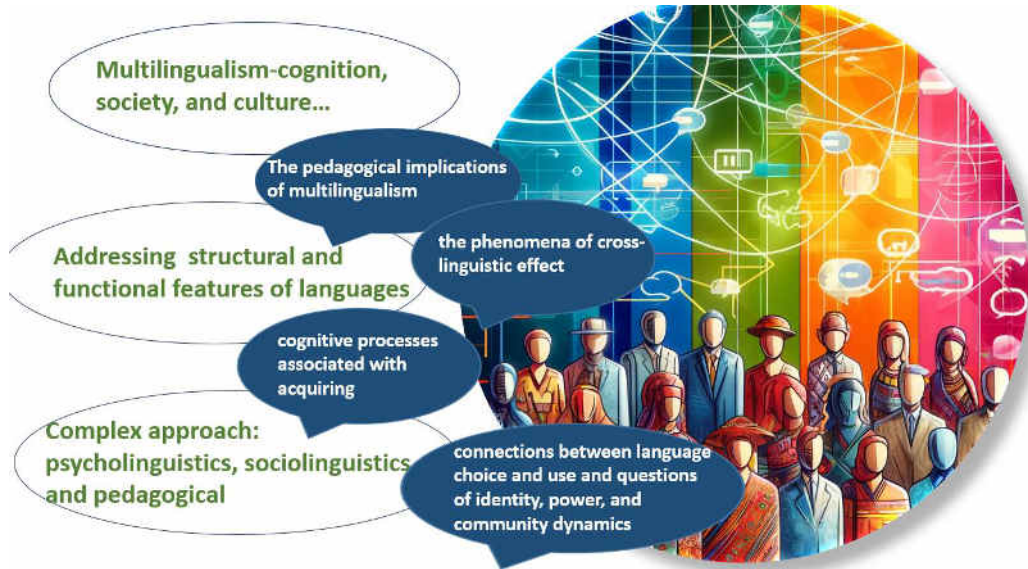 Multilingualism-cognition,
society, and culture…
The pedagogical implications
of multilingualism
the phenomena of cross-
linguistic effect
Addressing structural and
functional features of languages
cognitive processes
associated with
acquiring
Complex approach:
psycholinguistics, sociolinguistics
and pedagogical
connections between language
choice and use and questions
of identity, power, and
community dynamics